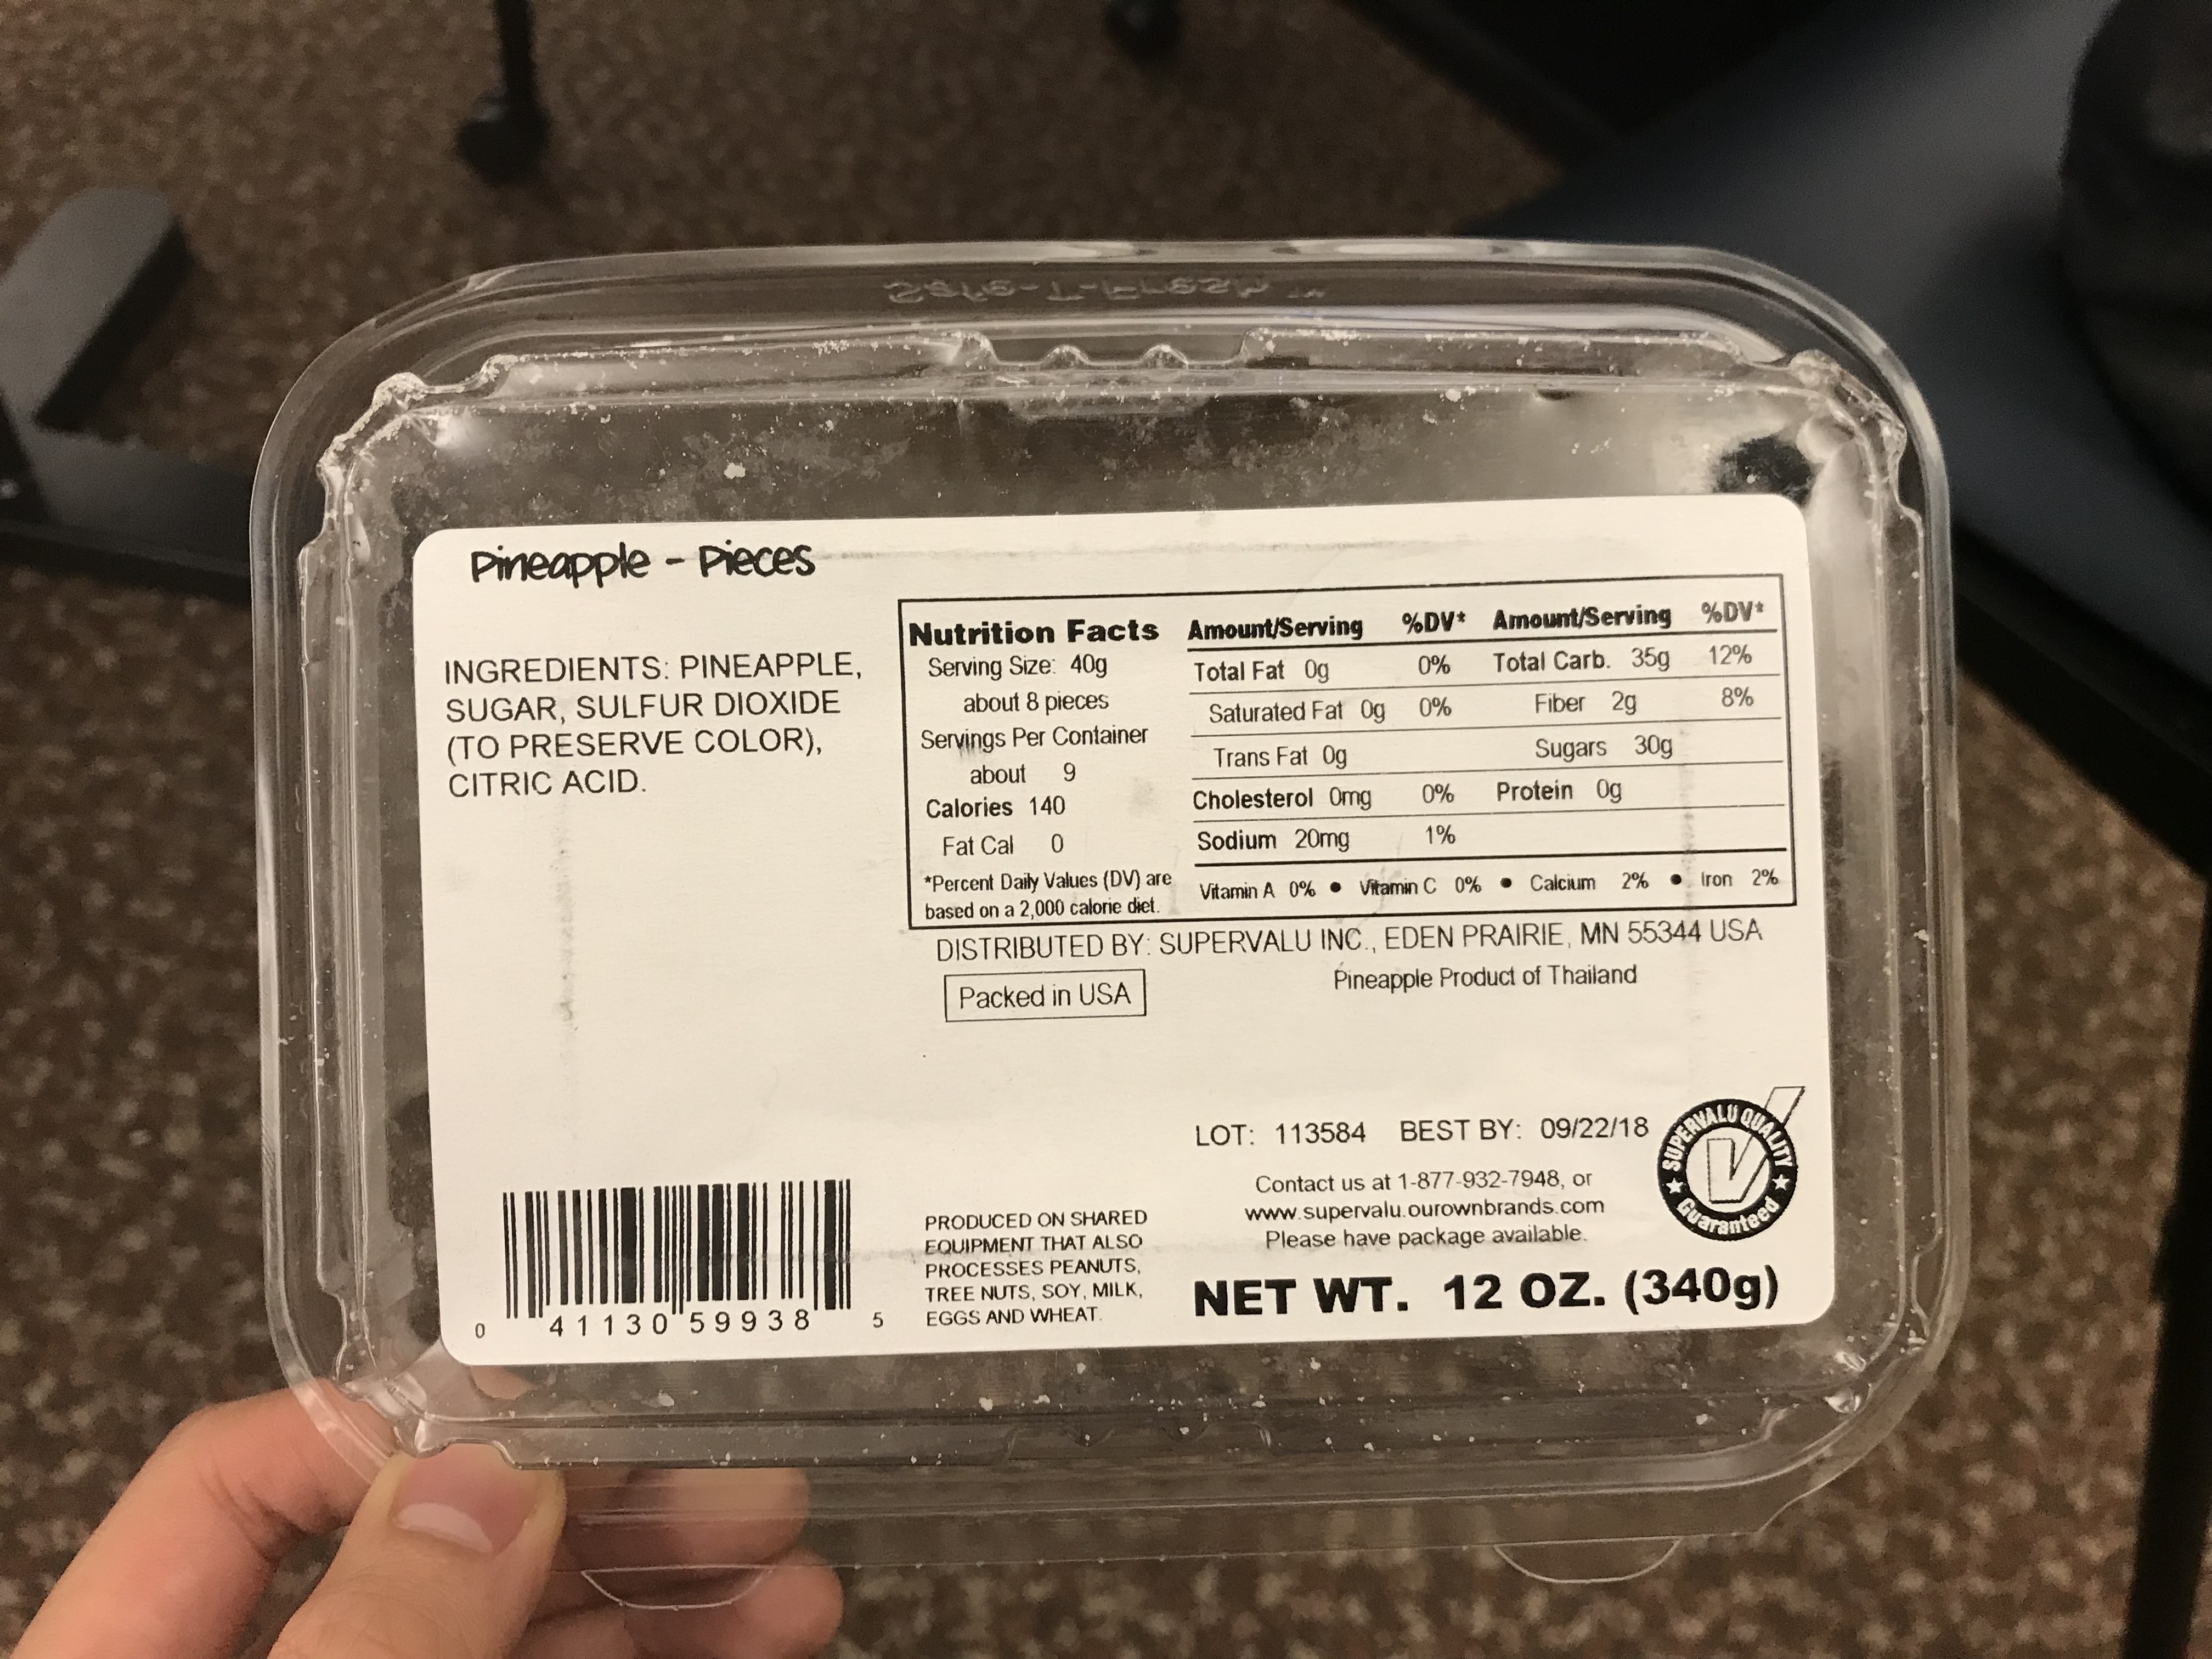 Safe-T-Fresh™
Pineapple - Pieces
INGREDIENTS: PINEAPPLE,
SUGAR, SULFUR DIOXIDE
(TO PRESERVE COLOR),
CITRIC ACID.
Nutrition Facts
Serving Size: 40g
about 8 pieces
Servings Per Container
about 9
Calories 140
Fat Cal 0
*Percent Daily Values (DV) are
based on a 2,000 calorie diet.
Amount/Serving %DV* Amount/Serving %DV*
Total Fat 0g 0% Total Carb. 35g 12%
Saturated Fat 0g 0% Fiber 2g 8%
Trans Fat 0g Sugars 30g
Cholesterol 0mg 0% Protein 0g
Sodium 20mg 1%
Vitamin A 0% • Vitamin C 0% • Calcium 2% • Iron 2%
DISTRIBUTED BY: SUPERVALU INC., EDEN PRAIRIE, MN 55344 USA
Packed in USA
Pineapple Product of Thailand
LOT: 113584 BEST BY: 09/22/18
Contact us at 1-877-932-7948, or
www.supervalu.ourownbrands.com
Please have package available.
SUPERVALU QUALITY
Guaranteed
0 41130 59938 5
PRODUCED ON SHARED
EQUIPMENT THAT ALSO
PROCESSES PEANUTS,
TREE NUTS, SOY, MILK,
EGGS AND WHEAT.
NET WT. 12 OZ. (340g)